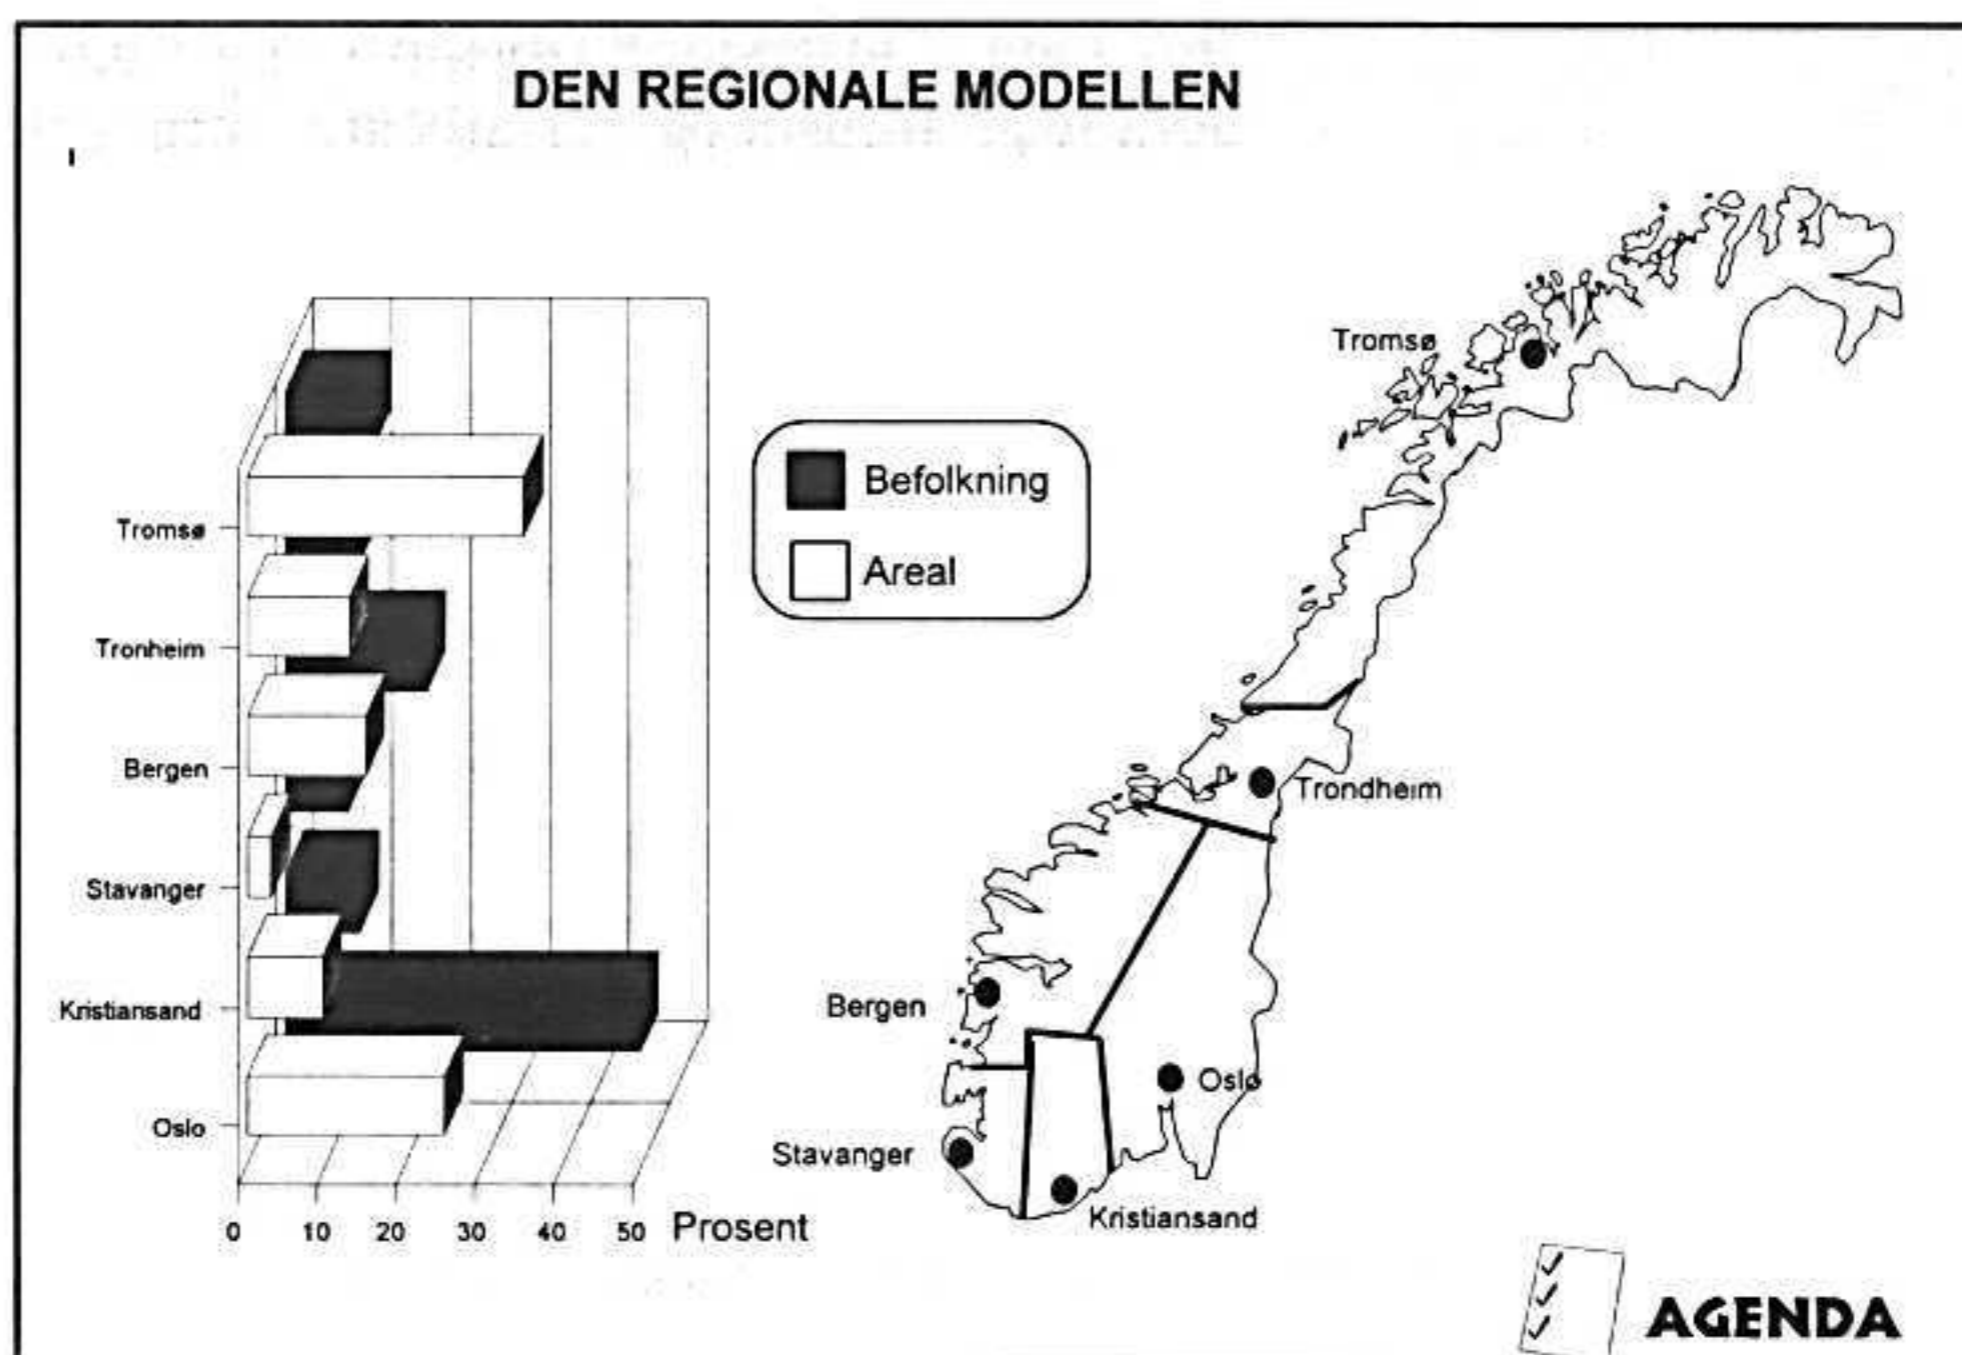 DEN REGIONALE MODELLEN
Tromsø
Tronheim
Bergen
Stavanger
Kristiansand
Oslo
0 10 20 30 40 50 Prosent
Befolkning
Areal
Tromsø
Trondheim
Bergen
Oslo
Stavanger
Kristiansand
AGENDA